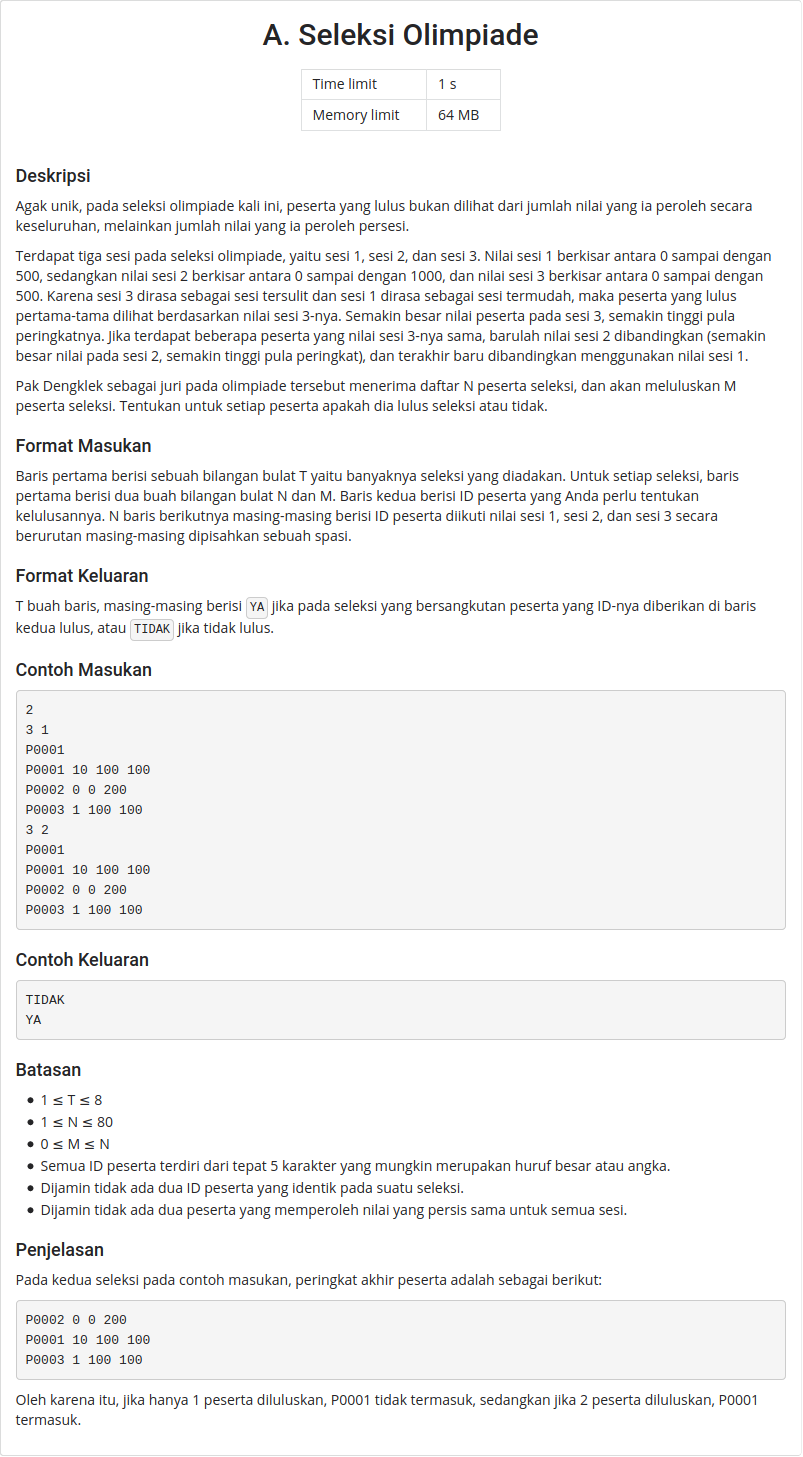 A. Seleksi Olimpiade
Time limit 1 s
Memory limit 64 MB
Deskripsi
Agak unik, pada seleksi olimpiade kali ini, peserta yang lulus bukan dilihat dari jumlah nilai yang ia peroleh secara
keseluruhan, melainkan jumlah nilai yang ia peroleh persesi.
Terdapat tiga sesi pada seleksi olimpiade, yaitu sesi 1, sesi 2, dan sesi 3. Nilai sesi 1 berkisar antara 0 sampai dengan
500, sedangkan nilai sesi 2 berkisar antara 0 sampai dengan 1000, dan nilai sesi 3 berkisar antara 0 sampai dengan
500. Karena sesi 3 dirasa sebagai sesi tersulit dan sesi 1 dirasa sebagai sesi termudah, maka peserta yang lulus
pertama-tama dilihat berdasarkan nilai sesi 3-nya. Semakin besar nilai peserta pada sesi 3, semakin tinggi pula
peringkatnya. Jika terdapat beberapa peserta yang nilai sesi 3-nya sama, barulah nilai sesi 2 dibandingkan (semakin
besar nilai pada sesi 2, semakin tinggi pula peringkat), dan terakhir baru dibandingkan menggunakan nilai sesi 1.
Pak Dengklek sebagai juri pada olimpiade tersebut menerima daftar N peserta seleksi, dan akan meluluskan M
peserta seleksi. Tentukan untuk setiap peserta apakah dia lulus seleksi atau tidak.
Format Masukan
Baris pertama berisi sebuah bilangan bulat T yaitu banyaknya seleksi yang diadakan. Untuk setiap seleksi, baris
pertama berisi dua buah bilangan bulat N dan M. Baris kedua berisi ID peserta yang Anda perlu tentukan
kelulusannya. N baris berikutnya masing-masing berisi ID peserta diikuti nilai sesi 1, sesi 2, dan sesi 3 secara
berurutan masing-masing dipisahkan sebuah spasi.
Format Keluaran
T buah baris, masing-masing berisi YA jika pada seleksi yang bersangkutan peserta yang ID-nya diberikan di baris
kedua lulus, atau TIDAK jika tidak lulus.
Contoh Masukan
2
3 1
P0001
P0001 10 100 100
P0002 0 0 200
P0003 1 100 100
3 2
P0001
P0001 10 100 100
P0002 0 0 200
P0003 1 100 100
Contoh Keluaran
TIDAK
YA
Batasan
• 1 ≤ T ≤ 8
• 1 ≤ N ≤ 80
• 0 ≤ M ≤ N
• Semua ID peserta terdiri dari tepat 5 karakter yang mungkin merupakan huruf besar atau angka.
• Dijamin tidak ada dua ID peserta yang identik pada suatu seleksi.
• Dijamin tidak ada dua peserta yang memperoleh nilai yang persis sama untuk semua sesi.
Penjelasan
Pada kedua seleksi pada contoh masukan, peringkat akhir peserta adalah sebagai berikut:
P0002 0 0 200
P0001 10 100 100
P0003 1 100 100
Oleh karena itu, jika hanya 1 peserta diluluskan, P0001 tidak termasuk, sedangkan jika 2 peserta diluluskan, P0001
termasuk.